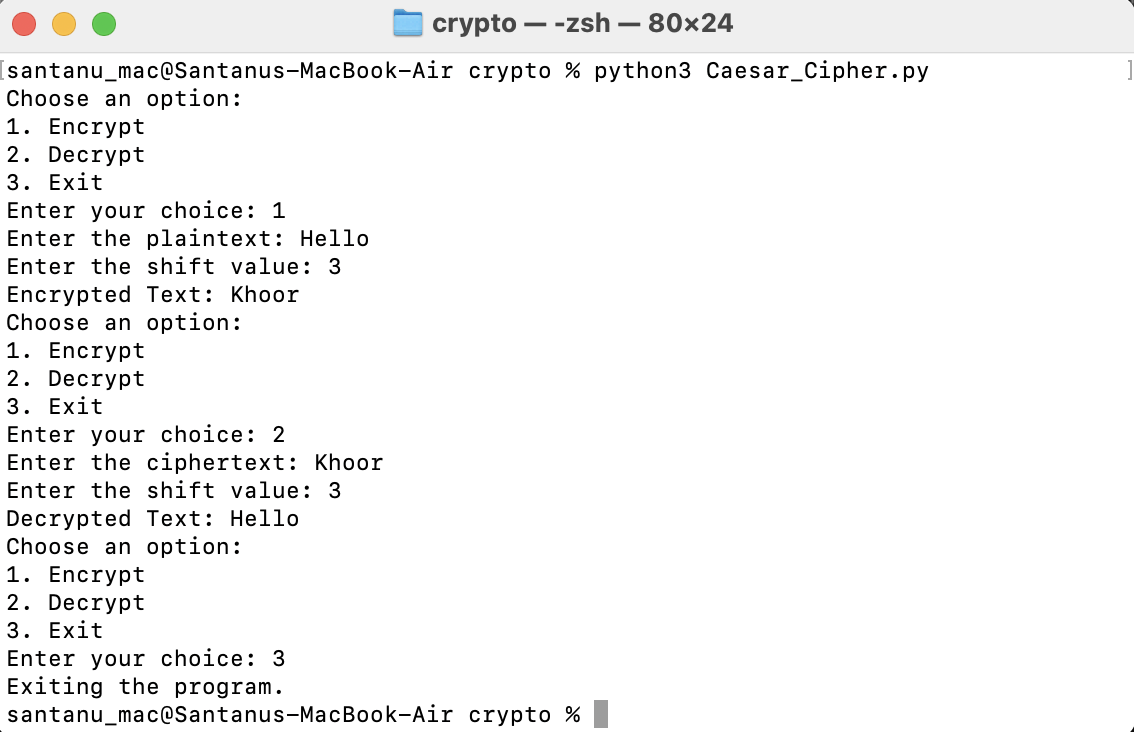 crypto — -zsh — 80×24
santanu_mac@Santanus-MacBook-Air crypto % python3 Caesar_Cipher.py
Choose an option:
1. Encrypt
2. Decrypt
3. Exit
Enter your choice: 1
Enter the plaintext: Hello
Enter the shift value: 3
Encrypted Text: Khoor
Choose an option:
1. Encrypt
2. Decrypt
3. Exit
Enter your choice: 2
Enter the ciphertext: Khoor
Enter the shift value: 3
Decrypted Text: Hello
Choose an option:
1. Encrypt
2. Decrypt
3. Exit
Enter your choice: 3
Exiting the program.
santanu_mac@Santanus-MacBook-Air crypto %